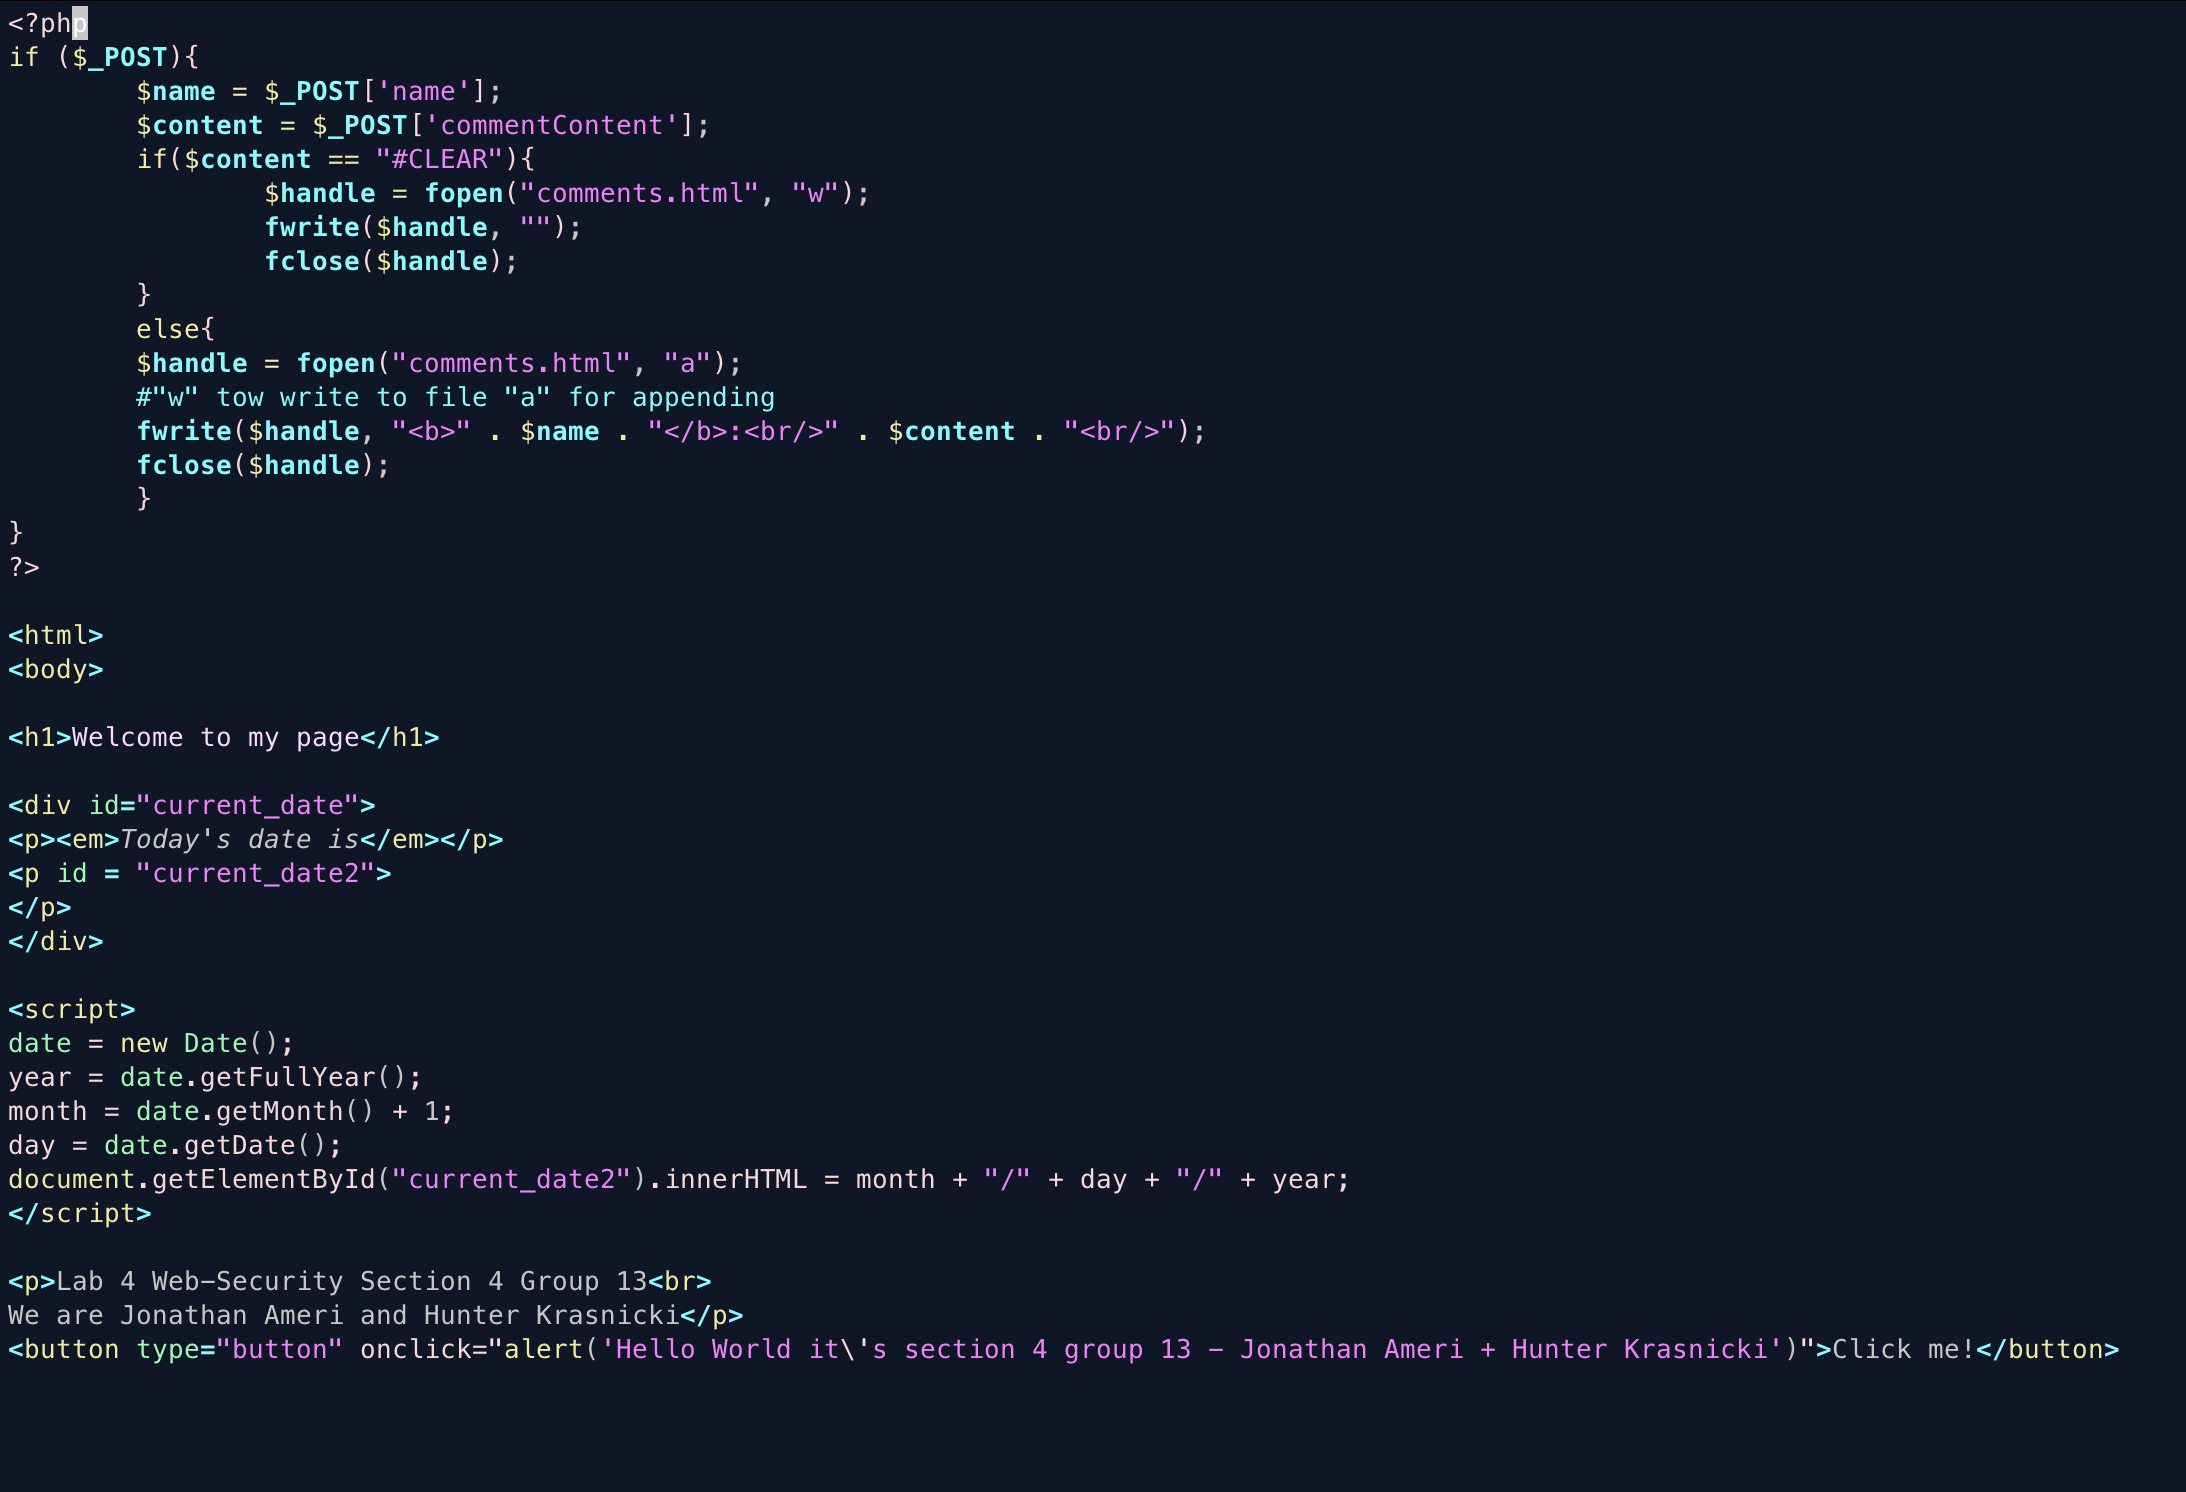 <?php
if ($_POST){
        $name = $_POST['name'];
        $content = $_POST['commentContent'];
        if($content == "#CLEAR"){
                $handle = fopen("comments.html", "w");
                fwrite($handle, "");
                fclose($handle);
        }
        else{
        $handle = fopen("comments.html", "a");
        #"w" tow write to file "a" for appending
        fwrite($handle, "<b>" . $name . "</b>:<br/>" . $content . "<br/>");
        fclose($handle);
        }
}
?>

<html>
<body>

<h1>Welcome to my page</h1>

<div id="current_date">
<p><em>Today's date is</em></p>
<p id = "current_date2">
</p>
</div>

<script>
date = new Date();
year = date.getFullYear();
month = date.getMonth() + 1;
day = date.getDate();
document.getElementById("current_date2").innerHTML = month + "/" + day + "/" + year;
</script>

<p>Lab 4 Web-Security Section 4 Group 13<br>
We are Jonathan Ameri and Hunter Krasnicki</p>
<button type="button" onclick="alert('Hello World it\'s section 4 group 13 - Jonathan Ameri + Hunter Krasnicki')">Click me!</button>